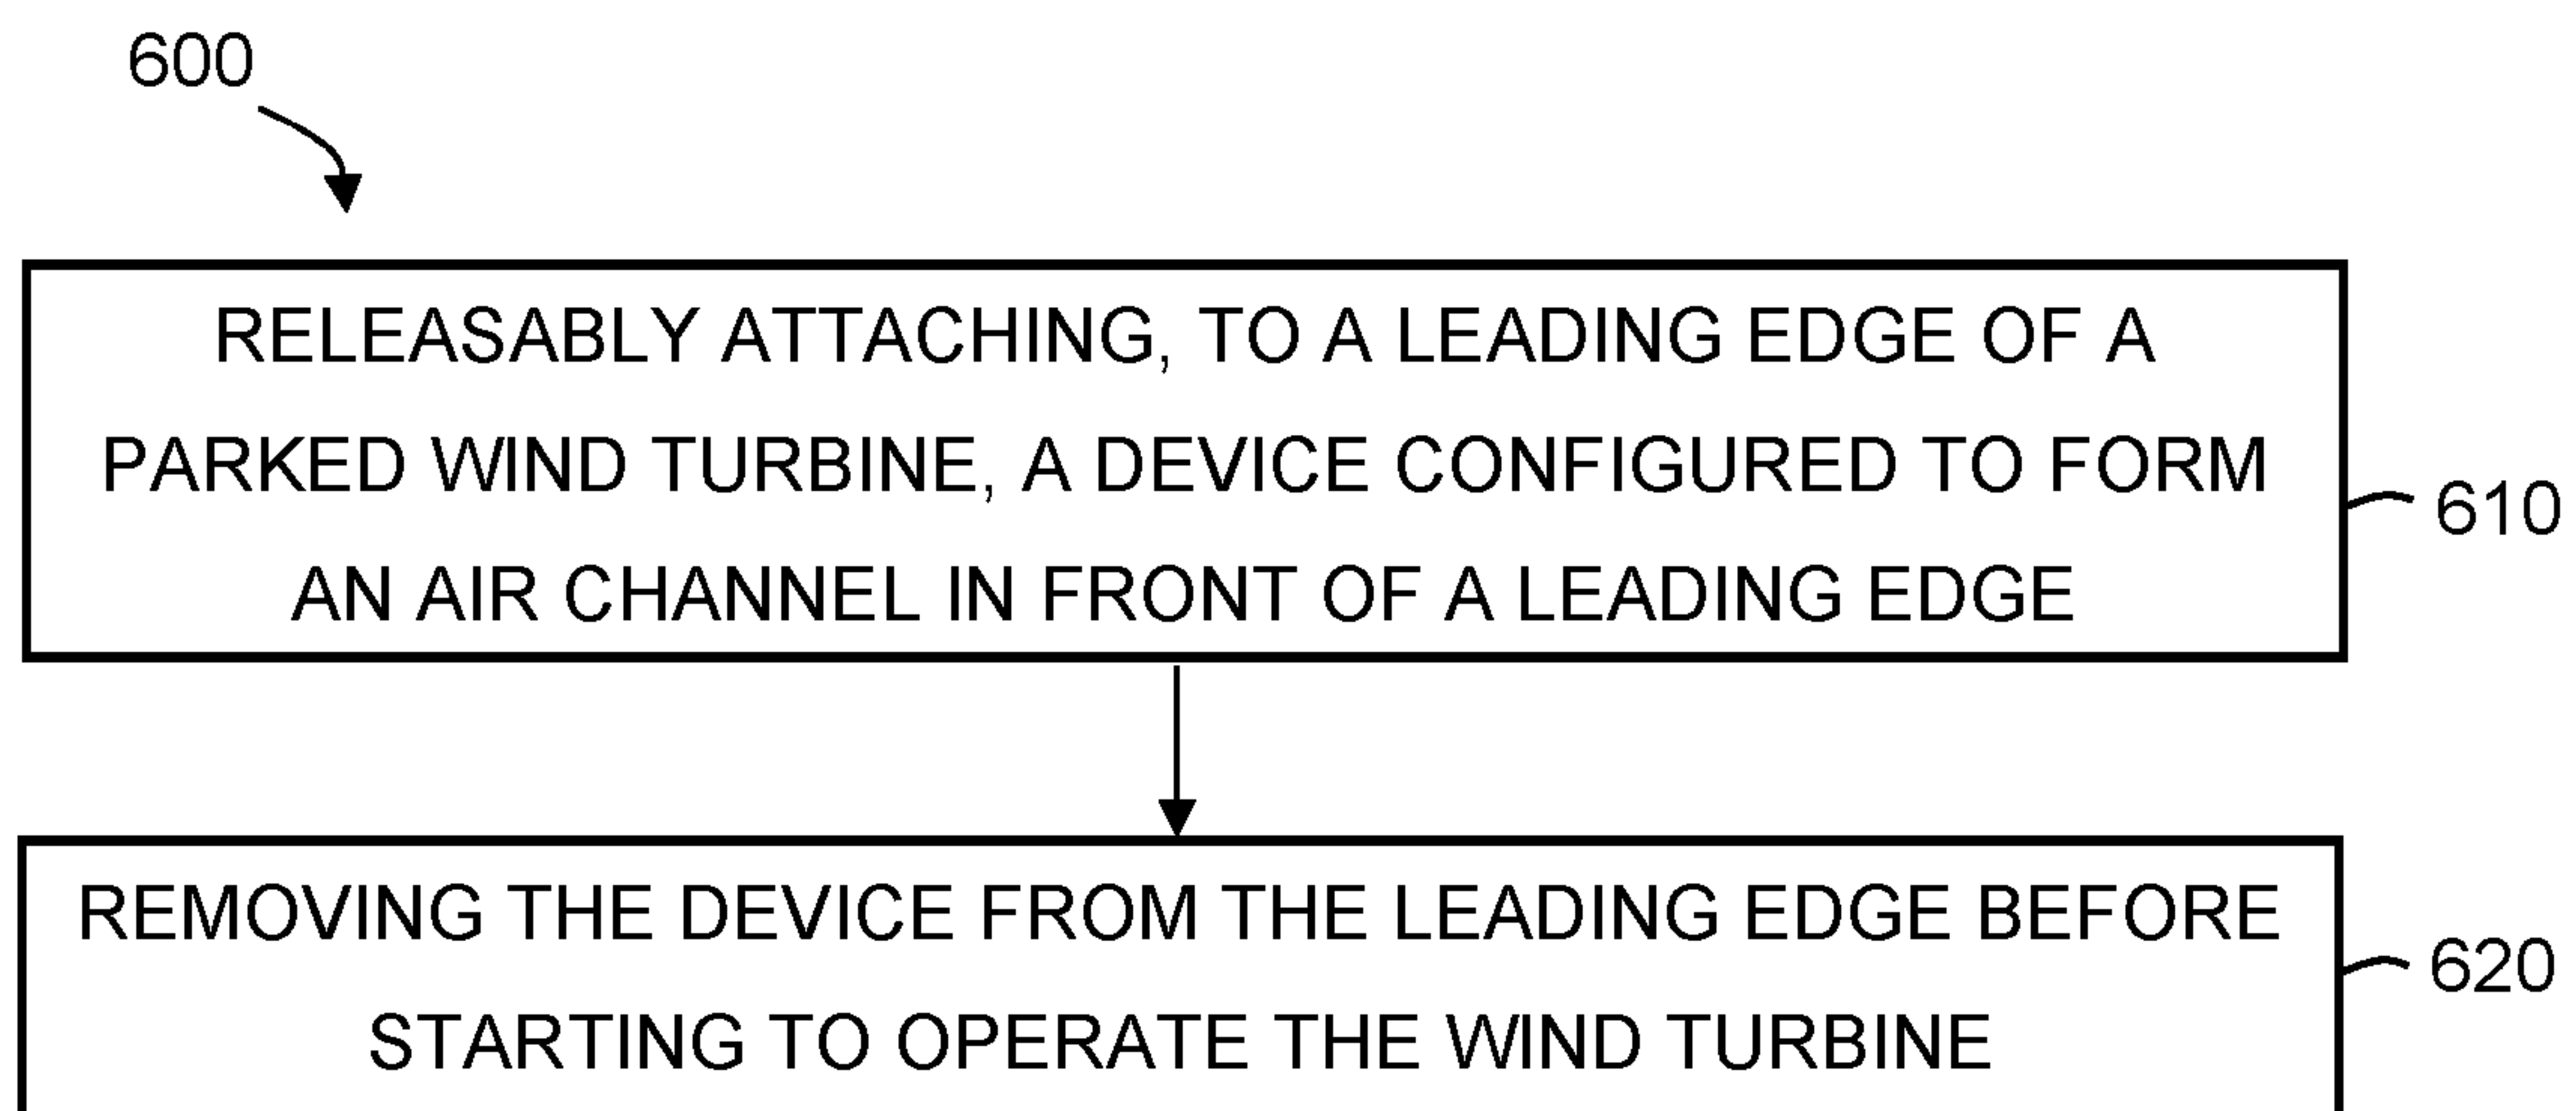 600
RELEASABLY ATTACHING, TO A LEADING EDGE OF A
PARKED WIND TURBINE, A DEVICE CONFIGURED TO FORM
AN AIR CHANNEL IN FRONT OF A LEADING EDGE
610
REMOVING THE DEVICE FROM THE LEADING EDGE BEFORE
STARTING TO OPERATE THE WIND TURBINE
620